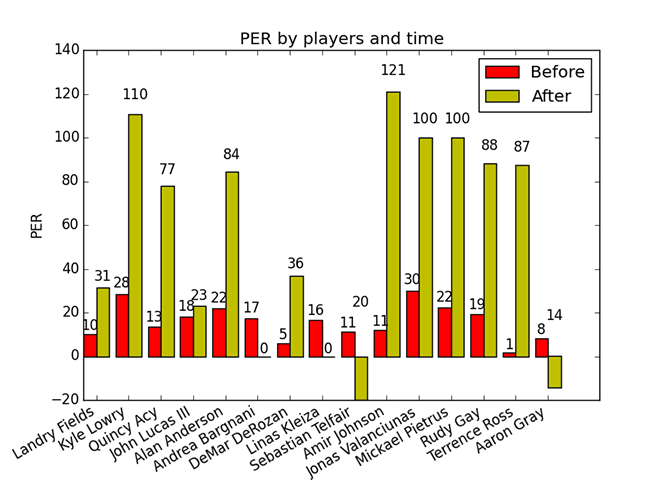 PER by players and time
Before
After
PER
140
120
100
80
60
40
20
0
−20
10 31
28 110
13 77
18 23
22 84
17 0
5 36
16 0
11 20
11 121
30 100
22 100
19 88
1 87
8 14
Landry Fields
Kyle Lowry
Quincy Acy
John Lucas III
Alan Anderson
Andrea Bargnani
DeMar DeRozan
Linas Kleiza
Sebastian Telfair
Amir Johnson
Jonas Valanciunas
Mickael Pietrus
Rudy Gay
Terrence Ross
Aaron Gray